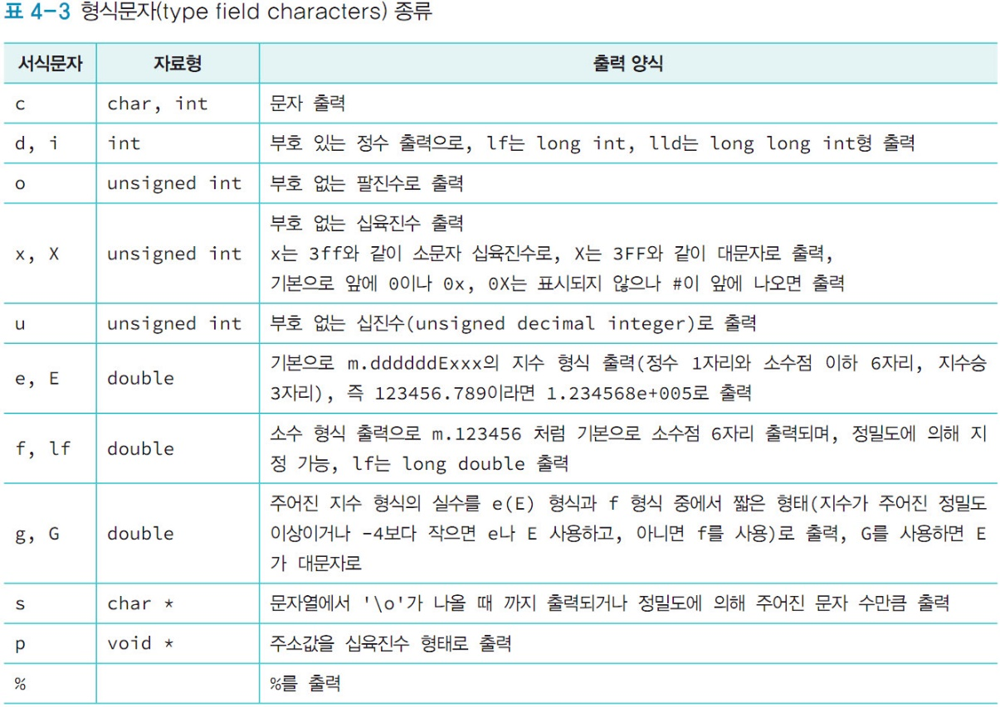 표 4-3 형식문자(type field characters) 종류
서식문자 자료형 출력 양식
c char, int 문자 출력
d, i int 부호 있는 정수 출력으로, lf는 long int, lld는 long long int형 출력
o unsigned int 부호 없는 팔진수로 출력
부호 없는 십육진수 출력
x, X unsigned int x는 3ff와 같이 소문자 십육진수로, X는 3FF와 같이 대문자로 출력,
기본으로 앞에 0이나 0x, 0X는 표시되지 않으나 #이 앞에 나오면 출력
u unsigned int 부호 없는 십진수(unsigned decimal integer)로 출력
e, E double 기본으로 m.ddddddExxx의 지수 형식 출력(정수 1자리와 소수점 이하 6자리, 지수승
3자리), 즉 123456.789이라면 1.234568e+005로 출력
f, lf double 소수 형식 출력으로 m.123456 처럼 기본으로 소수점 6자리 출력되며, 정밀도에 의해 지
정 가능, lf는 long double 출력
주어진 지수 형식의 실수를 e(E) 형식과 f 형식 중에서 짧은 형태(지수가 주어진 정밀도
g, G double 이상이거나 -4보다 작으면 e나 E 사용하고, 아니면 f를 사용)로 출력, G를 사용하면 E
가 대문자로
s char * 문자열에서 '\o'가 나올 때 까지 출력되거나 정밀도에 의해 주어진 문자 수만큼 출력
p void * 주소값을 십육진수 형태로 출력
% %를 출력